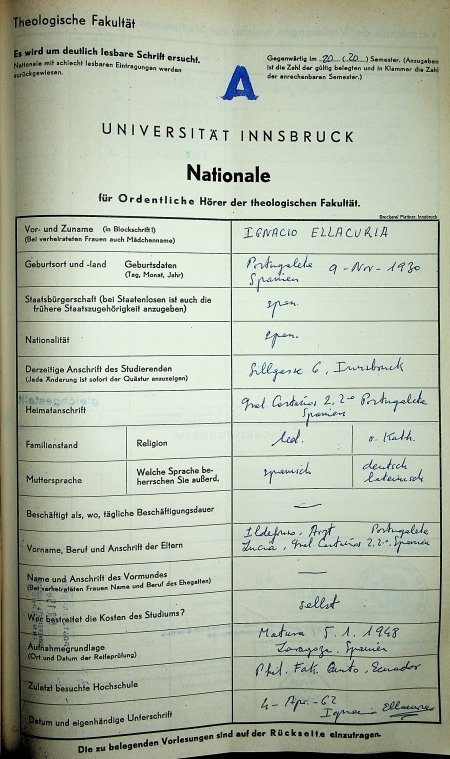 Theologische Fakultät
Es wird um deutlich lesbare Schrift ersucht.
Nationale mit schlecht lesbaren Eintragungen werden
zurückgewiesen.
Gegenwärtig im 20 (20) Semester. (Anzugeben
ist die Zahl der gültig belegten und in Klammer die Zahl
der anrechenbaren Semester.)
A
UNIVERSITÄT INNSBRUCK
Nationale
für Ordentliche Hörer der theologischen Fakultät.
Druckerei Plattner, Innsbruck
Vor- und Zuname (in Blockschrift!)
(Bei verheirateten Frauen auch Mädchenname)
IGNACIO ELLACURIA
Geburtsort und -land Geburtsdaten
(Tag, Monat, Jahr)
Portugalete 9-Nov-1930
Spanien
Staatsbürgerschaft (bei Staatenlosen ist auch die
frühere Staatszugehörigkeit anzugeben)
span.
Nationalität
span.
Derzeitige Anschrift des Studierenden
(Jede Änderung ist sofort der Quästur anzuzeigen)
Sillgasse 6, Innsbruck
Heimatanschrift
Gral. Castaños 2, 2º Portugalete
Spanien
Familienstand
Religion
led.
r. Kath.
Muttersprache
Welche Sprache be-
herrschen Sie außerd.
spanisch
deutsch
lateinisch
Beschäftigt als, wo, tägliche Beschäftigungsdauer
—
Vorname, Beruf und Anschrift der Eltern
Ildefonso, Arzt Portugalete
Lucia, Gral Castaños 2, 2º, Spanien
Name und Anschrift des Vormundes
(Bei verheirateten Frauen Name und Beruf des Ehegatten)
—
Wer bestreitet die Kosten des Studiums?
selbst
Aufnahmegrundlage
(Ort und Datum der Reifeprüfung)
Matura 5.1.1948
Zaragoza, Spanien
Zuletzt besuchte Hochschule
Phil. Fak. Quito, Ecuador
Datum und eigenhändige Unterschrift
4-Apr.-62
Ignacio Ellacuria
Die zu belegenden Vorlesungen sind auf der Rückseite einzutragen.